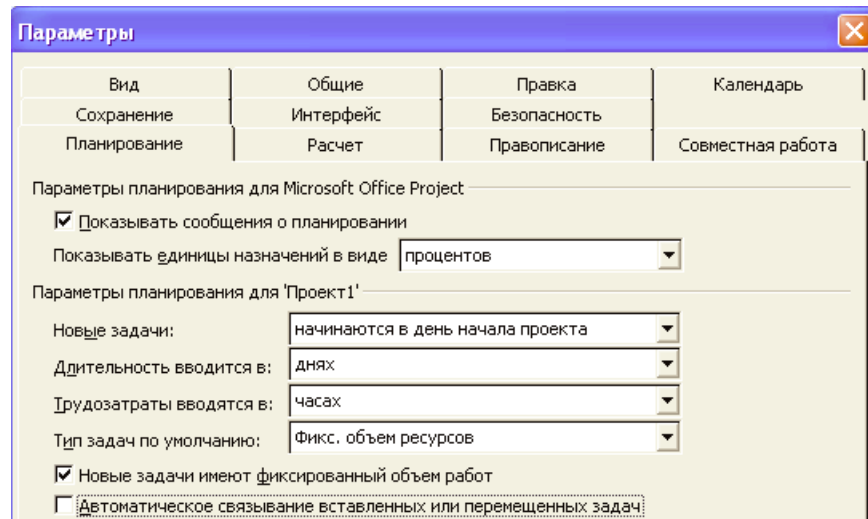 Параметры
Вид Общие Правка Календарь
Сохранение Интерфейс Безопасность
Планирование Расчет Правописание Совместная работа
Параметры планирования для Microsoft Office Project
Показывать сообщения о планировании
Показывать единицы назначений в виде процентов
Параметры планирования для 'Проект1'
Новые задачи: начинаются в день начала проекта
Длительность вводится в: днях
Трудозатраты вводятся в: часах
Тип задач по умолчанию: Фикс. объем ресурсов
Новые задачи имеют фиксированный объем работ
Автоматическое связывание вставленных или перемещенных задач